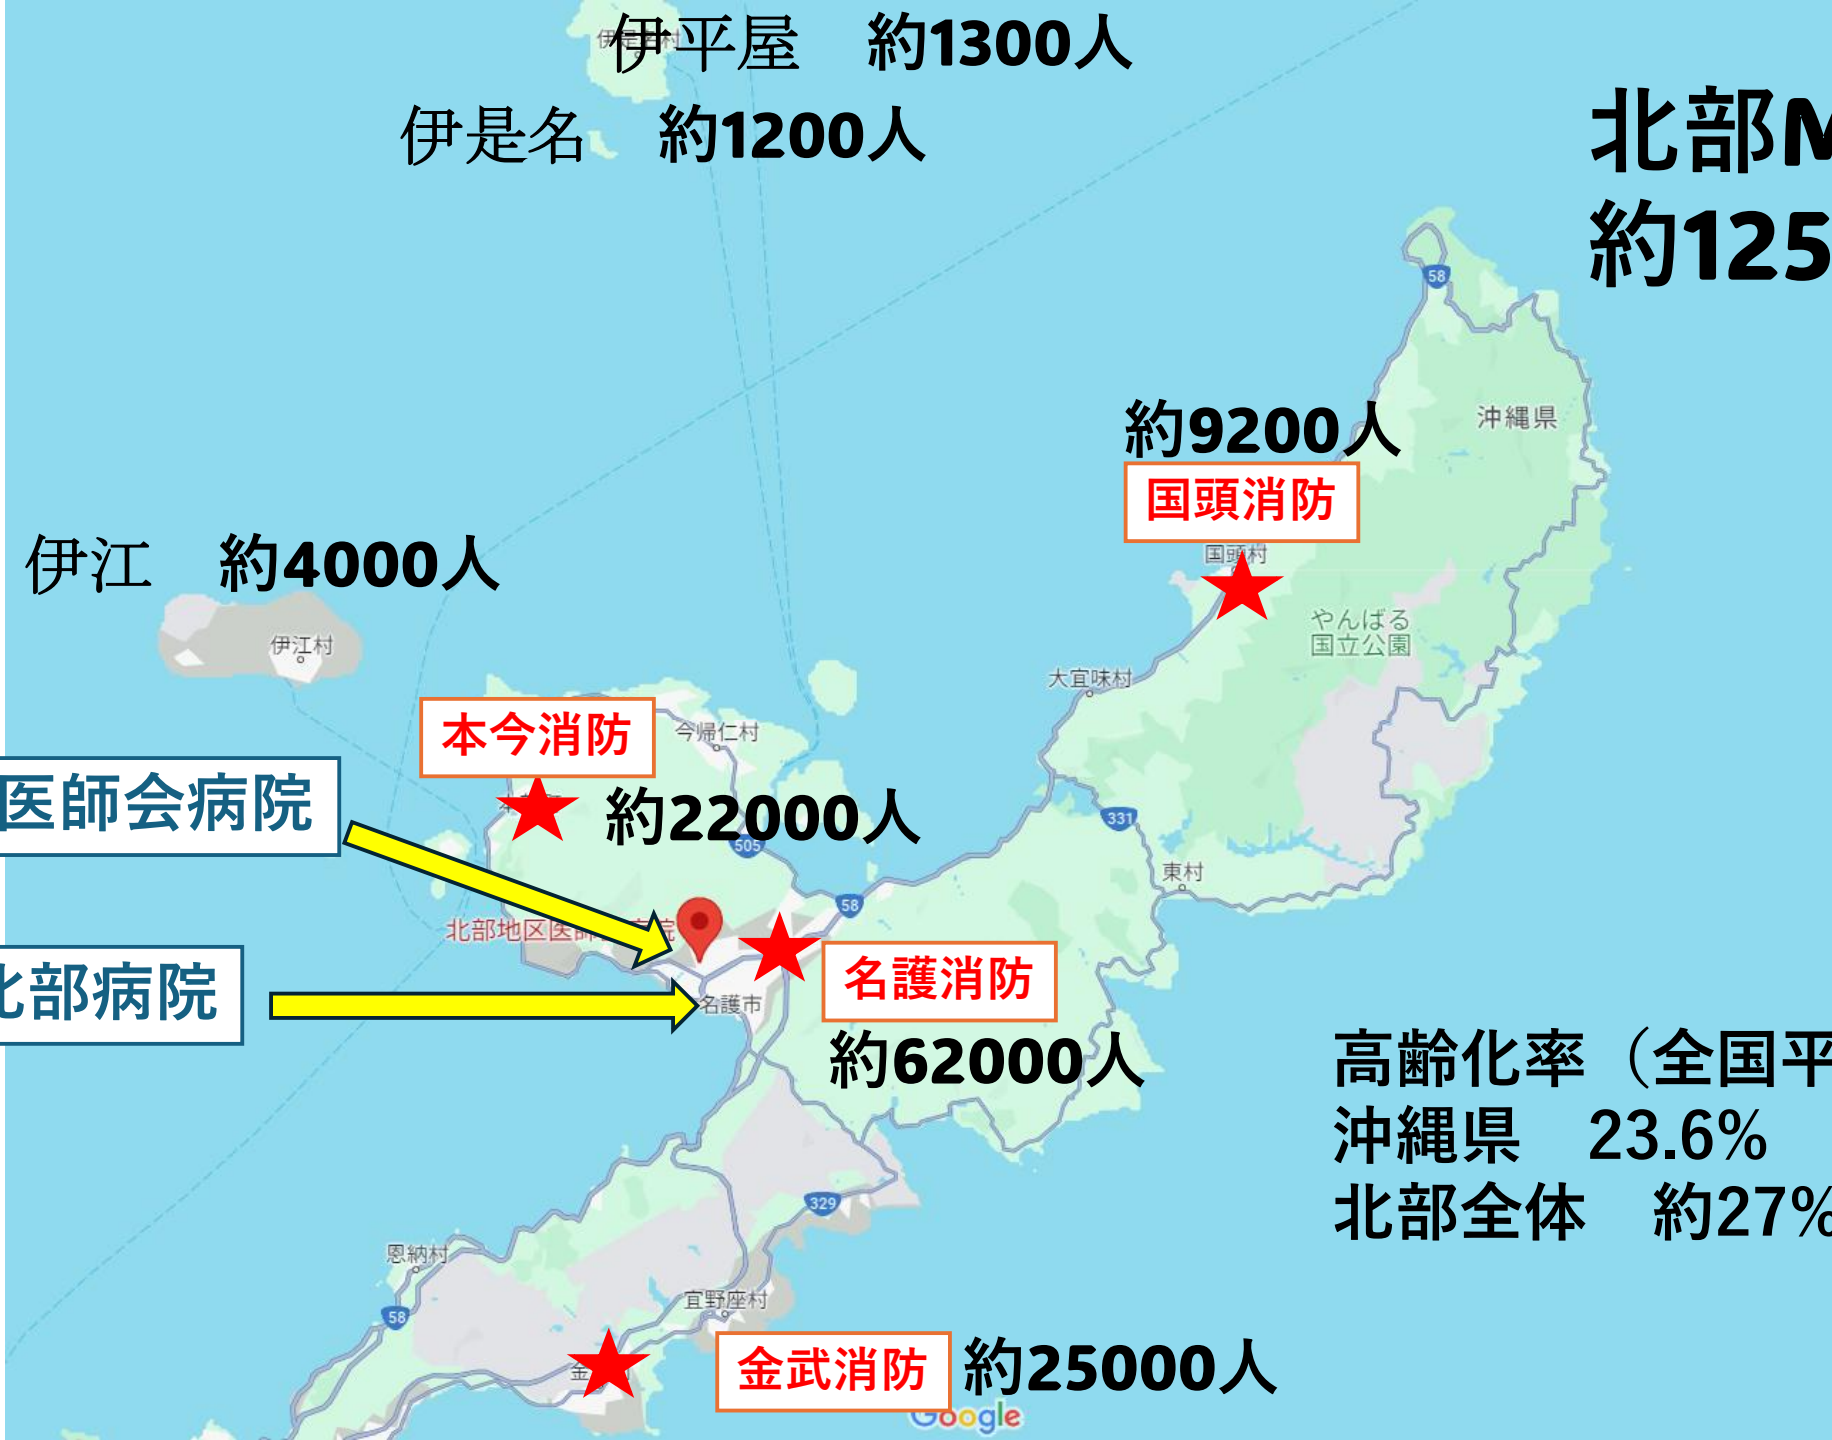 伊平屋　約1300人
伊是名　約1200人
北部M
約125
58
沖縄県
約9200人
国頭消防
国頭村
やんばる
国立公園
伊江　約4000人
伊江村
大宜味村
本今消防
今帰仁村
医師会病院
約22000人
505
331
東村
58
北部地区医師
院
名護消防
北部病院
名護市
約62000人
高齢化率（全国平
沖縄県　23.6%
北部全体　約27%
329
恩納村
58
宜野座村
金武消防　約25000人
Google